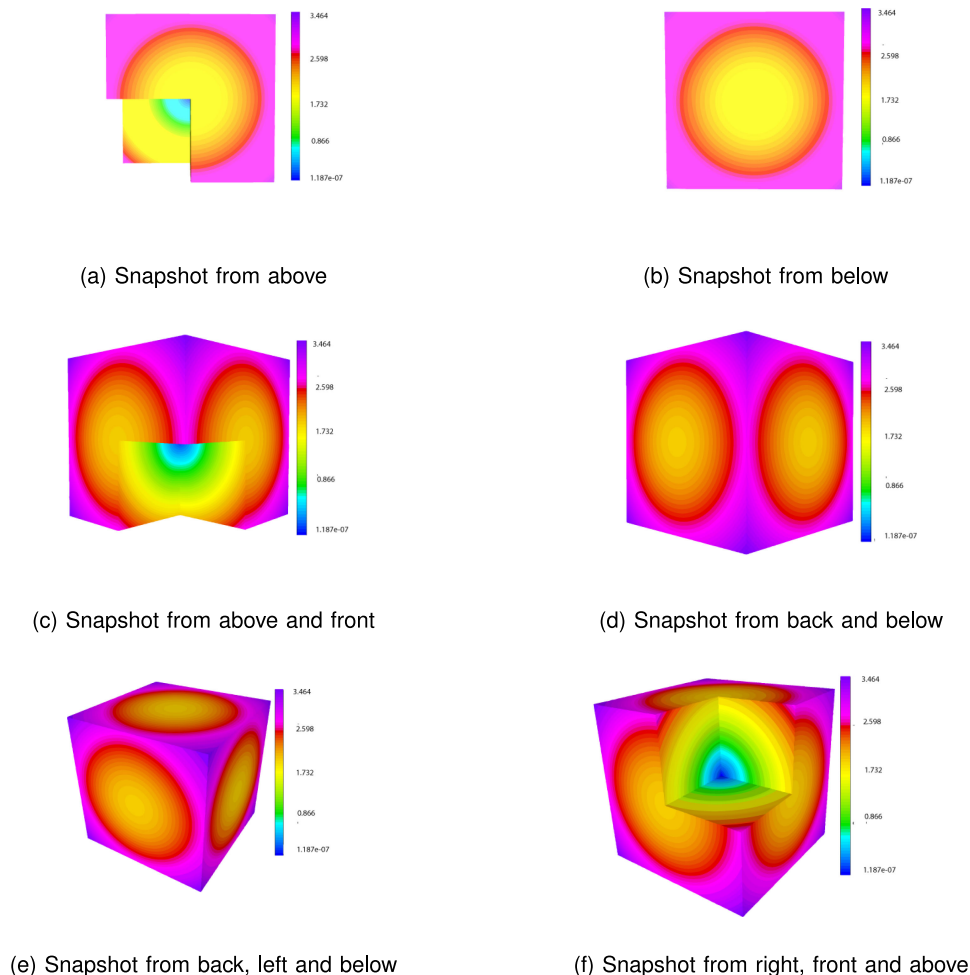 3.464
2.598
1.732
0.866
1.187e-07
3.464
2.598
1.732
0.866
1.187e-07
(a) Snapshot from above
(b) Snapshot from below
3.464
2.598
1.732
0.866
1.187e-07
3.464
2.598
1.732
0.866
1.187e-07
(c) Snapshot from above and front
(d) Snapshot from back and below
3.464
2.598
1.732
0.866
1.187e-07
3.464
2.598
1.732
0.866
1.187e-07
(e) Snapshot from back, left and below
(f) Snapshot from right, front and above